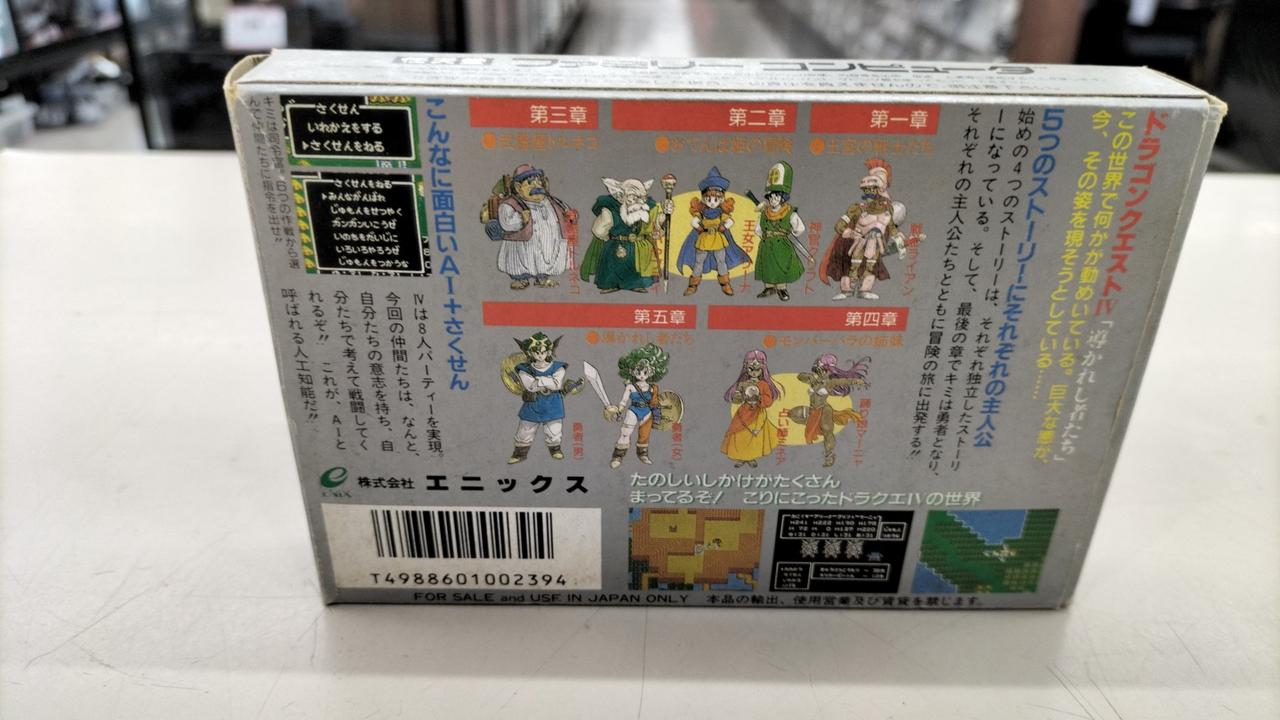 ファミリーコンピュータ
ドラゴンクエストIV「導かれし者たち」
この世界で何かが動めいている。巨大な悪が、
今、その姿を現そうとしている……
5つのストーリーにそれぞれの主人公
始めの4つのストーリーは、それぞれ独立したストーリ
ーになっている。そして、最後の章でキミは勇者となり、
それぞれの主人公たちとともに冒険の旅に出発する!!
第一章
王宮の戦士たち
戦士ライアン
第二章
おてんば姫の冒険
神官クリフト
王女アリーナ
第三章
武器屋トルネコ
第四章
モンバーバラの姉妹
踊り娘マーニャ
占い師ミネア
第五章
導かれし者たち
勇者(女)
勇者(男)
こんなに面白いAI+さくせん
IVは8人パーティーを実現。
今回の仲間たちは、なんと、
自分たちの意志を持ち、自
分たちで考えて戦闘してく
れるぞ!! これが、AIと
呼ばれる人工知能だ!!
さくせん
いれかえをする
さくせんをねる
さくせんをねる
みんながんばれ
じゅもんをせつやく
ガンガンいこうぜ
いのちをだいじに
いろいろやろうぜ
じゅもんをつかうな
キミは司令官。6つの作戦から選
んで仲間たちに指令を出せ!!
たのしいしかけがたくさん
まってるぞ! こりにこったドラクエIVの世界
株式会社 エニックス
T4988601002394
FOR SALE and USE IN JAPAN ONLY 本品の輸出、使用営業及び賃貸を禁じます。